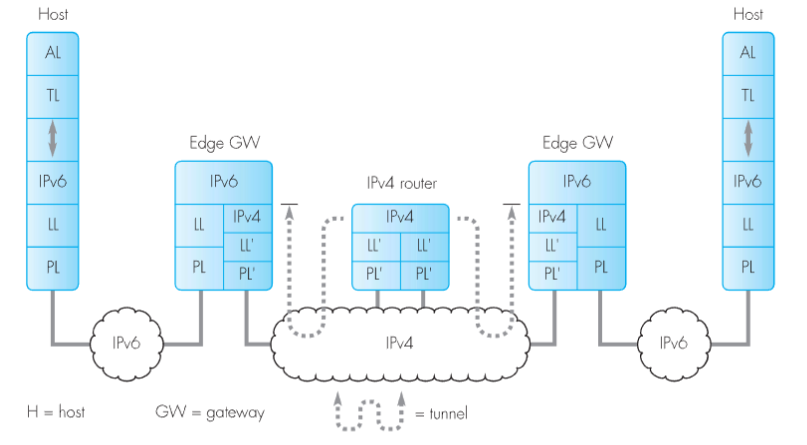 Host
Host
AL
AL
TL
TL
Edge GW
Edge GW
IPv6
IPv6
IPv4 router
IPv6
IPv6
LL
LL
IPv4
IPv4
IPv4
LL
LL
LL'
LL'
LL'
LL'
PL
PL
PL'
PL'
PL'
PL'
PL
PL
IPv6
IPv4
IPv6
H = host
GW = gateway
= tunnel